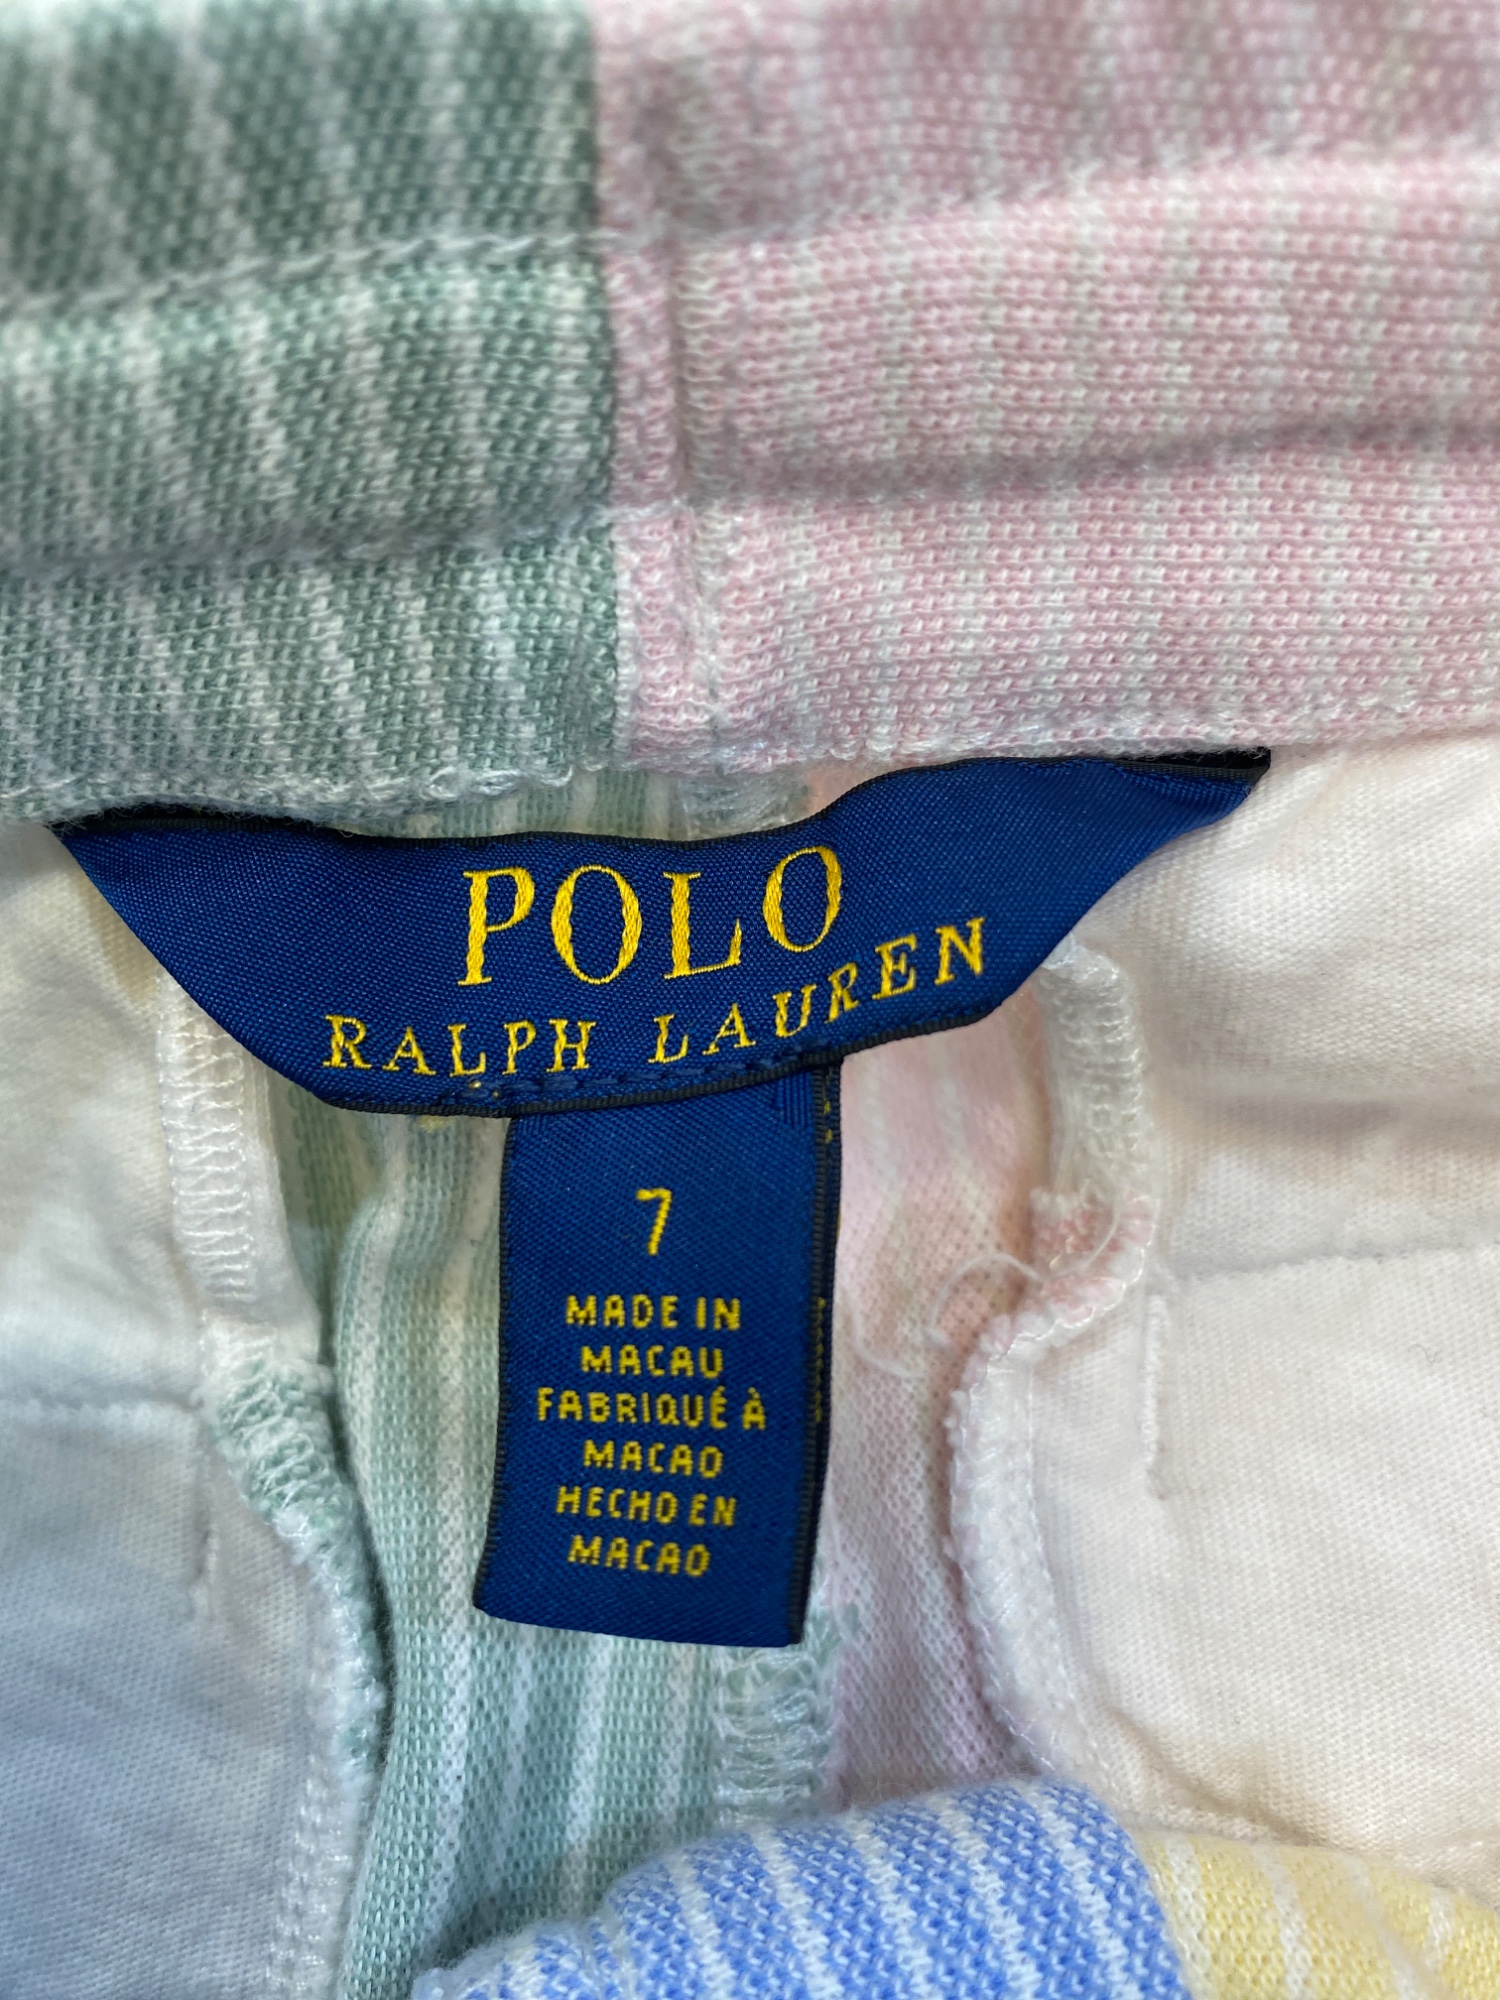 POLO
RALPH LAUREN
7
MADE IN
MACAU
FABRIQUÉ À
MACAO
HECHO EN
MACAO